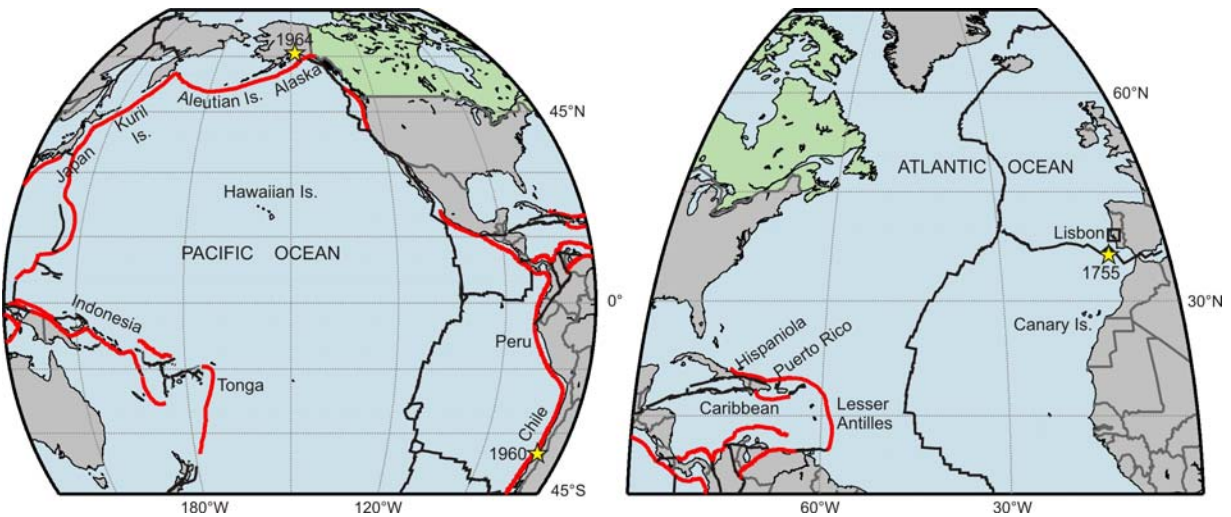 1964
Alaska
Aleutian Is.
Kuril
Is.
Japan
45°N
Hawaiian Is.
PACIFIC OCEAN
Indonesia
0°
Peru
Tonga
Chile
1960
45°S
180°W
120°W
60°N
ATLANTIC OCEAN
Lisbon
1755
30°N
Canary Is.
Hispaniola
Puerto Rico
Caribbean
Lesser
Antilles
60°W
30°W